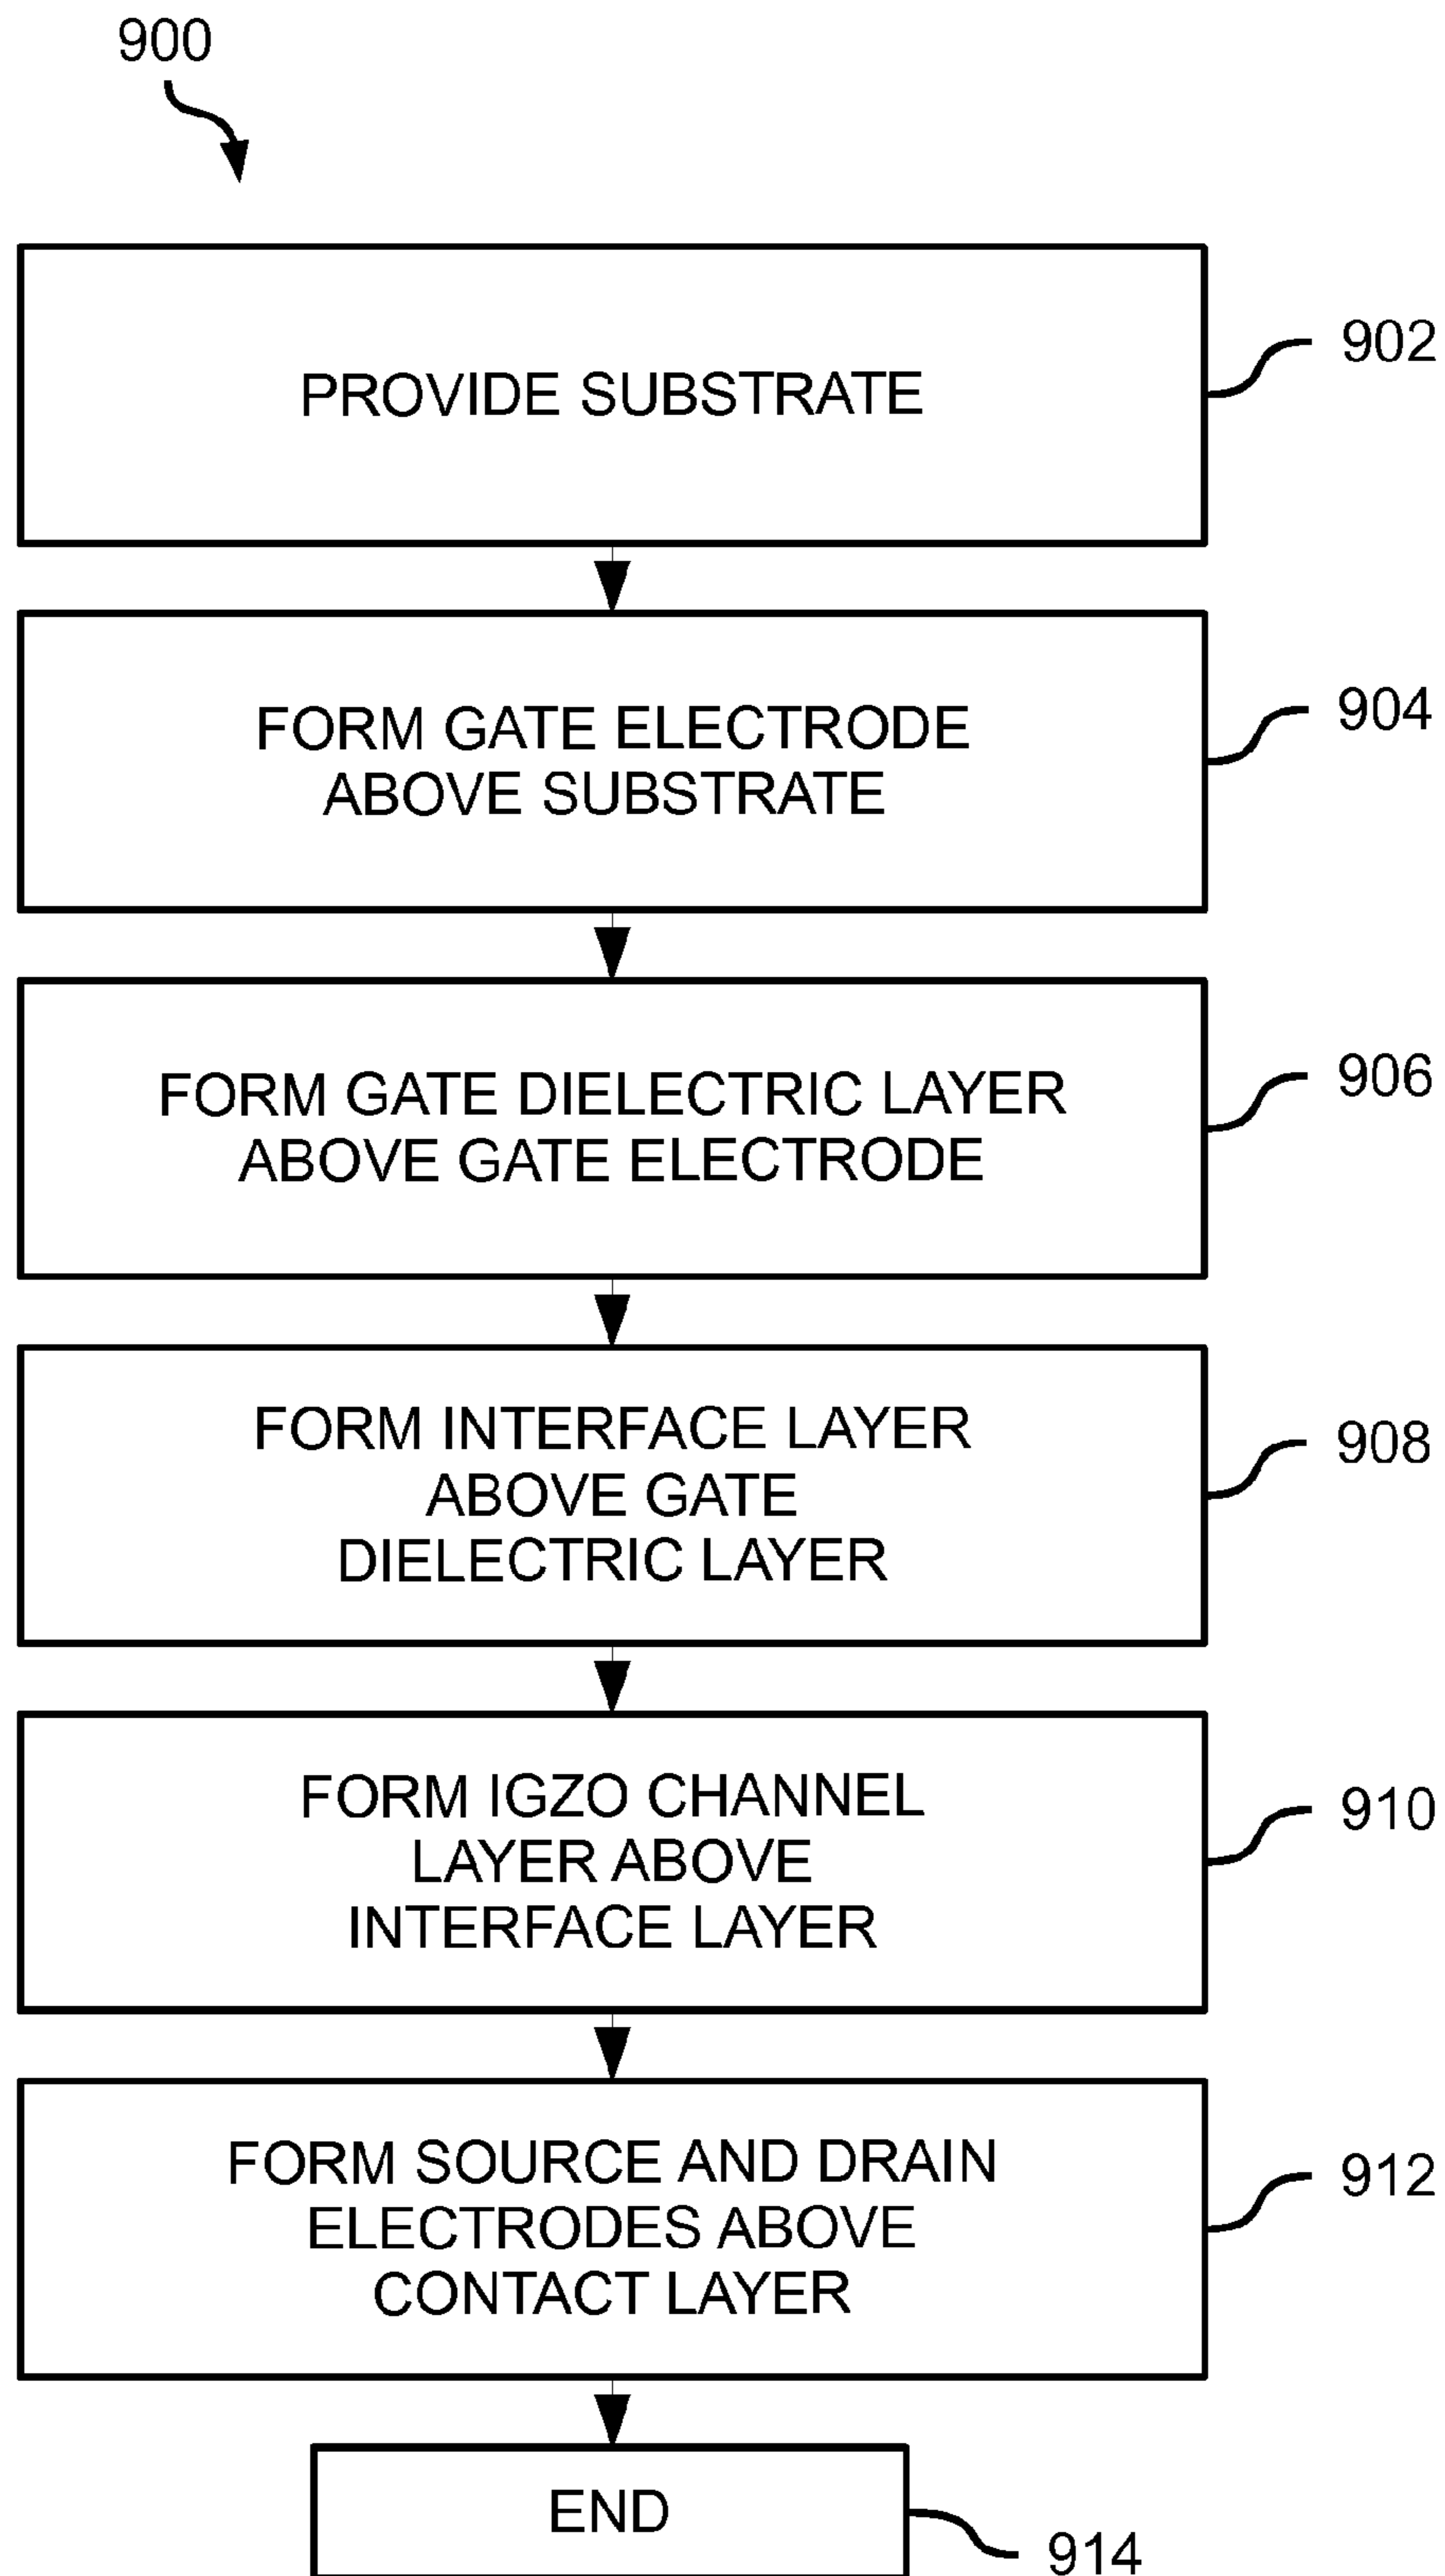 900
PROVIDE SUBSTRATE
902
FORM GATE ELECTRODE
ABOVE SUBSTRATE
904
FORM GATE DIELECTRIC LAYER
ABOVE GATE ELECTRODE
906
FORM INTERFACE LAYER
ABOVE GATE
DIELECTRIC LAYER
908
FORM IGZO CHANNEL
LAYER ABOVE
INTERFACE LAYER
910
FORM SOURCE AND DRAIN
ELECTRODES ABOVE
CONTACT LAYER
912
END
914